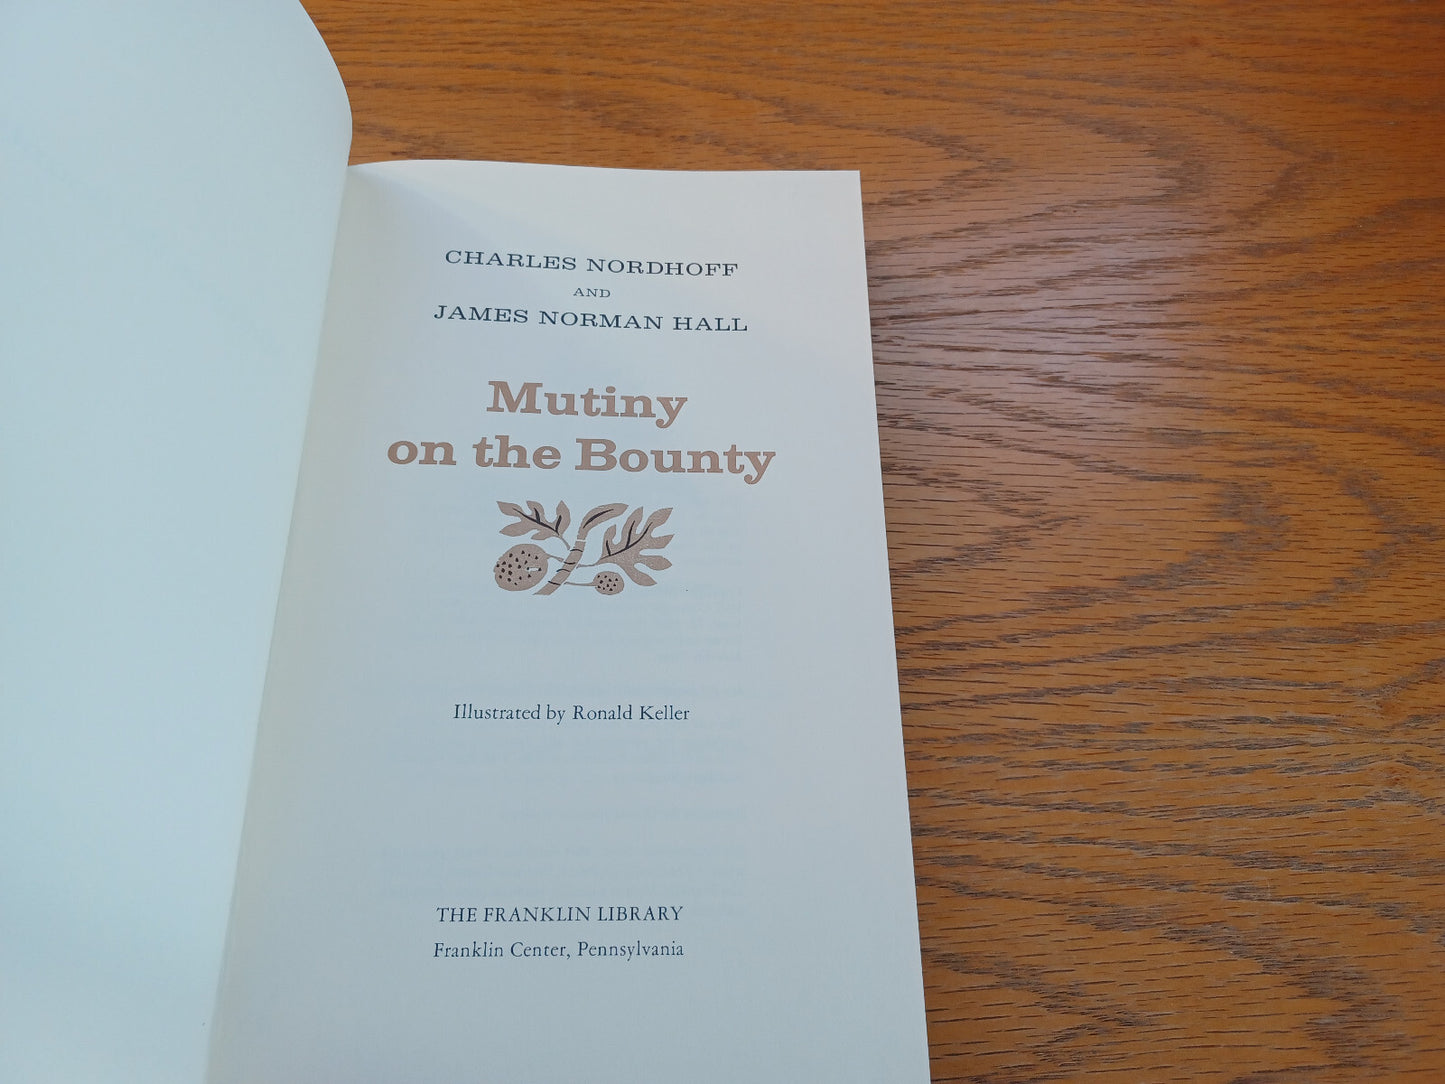 CHARLES NORDHOFF
AND
JAMES NORMAN HALL
Mutiny
on the Bounty
Illustrated by Ronald Keller
THE FRANKLIN LIBRARY
Franklin Center, Pennsylvania